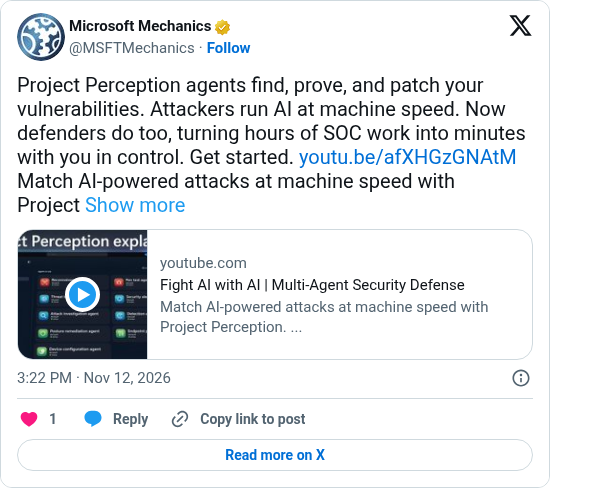 Microsoft Mechanics
@MSFTMechanics · Follow
Project Perception agents find, prove, and patch your
vulnerabilities. Attackers run AI at machine speed. Now
defenders do too, turning hours of SOC work into minutes
with you in control. Get started. youtu.be/afXHGzGNAtM
Match AI-powered attacks at machine speed with
Project Show more
ct Perception expla
youtube.com
Fight AI with AI | Multi-Agent Security Defense
Match AI-powered attacks at machine speed with
Project Perception. ...
3:22 PM · Nov 12, 2026
1 Reply Copy link to post
Read more on X